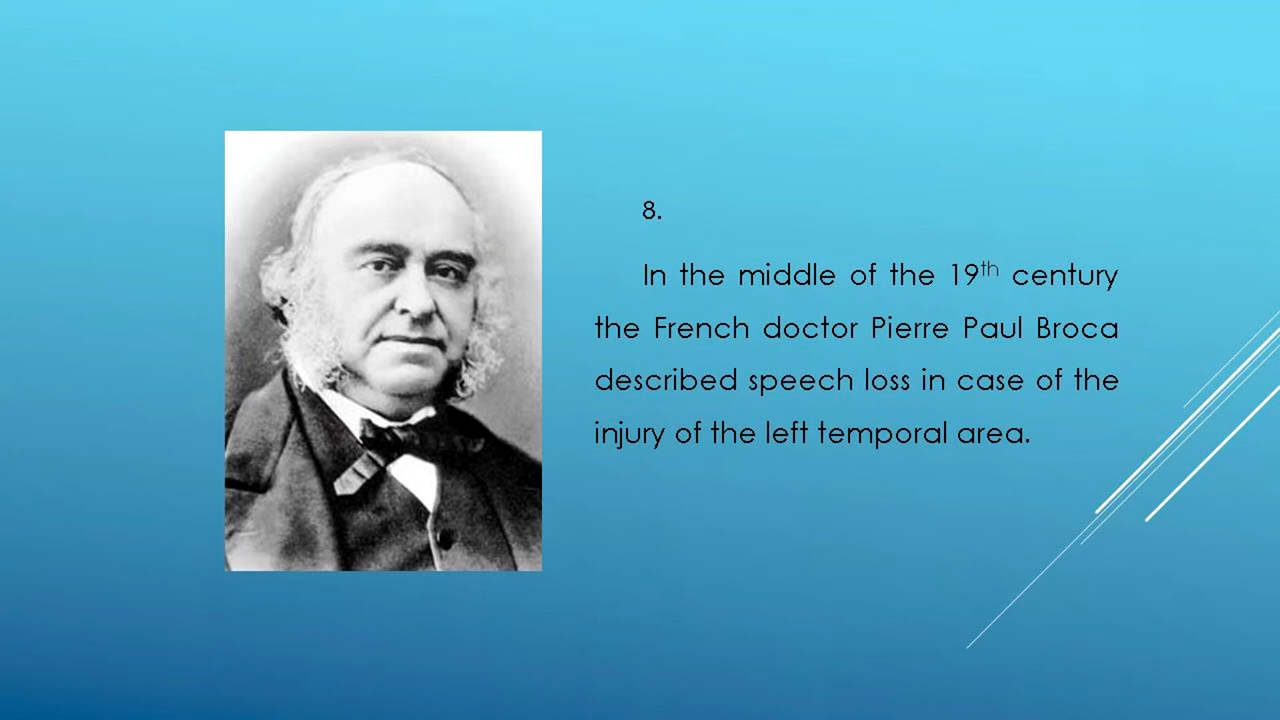 8.
In the middle of the 19th century
the French doctor Pierre Paul Broca
described speech loss in case of the
injury of the left temporal area.